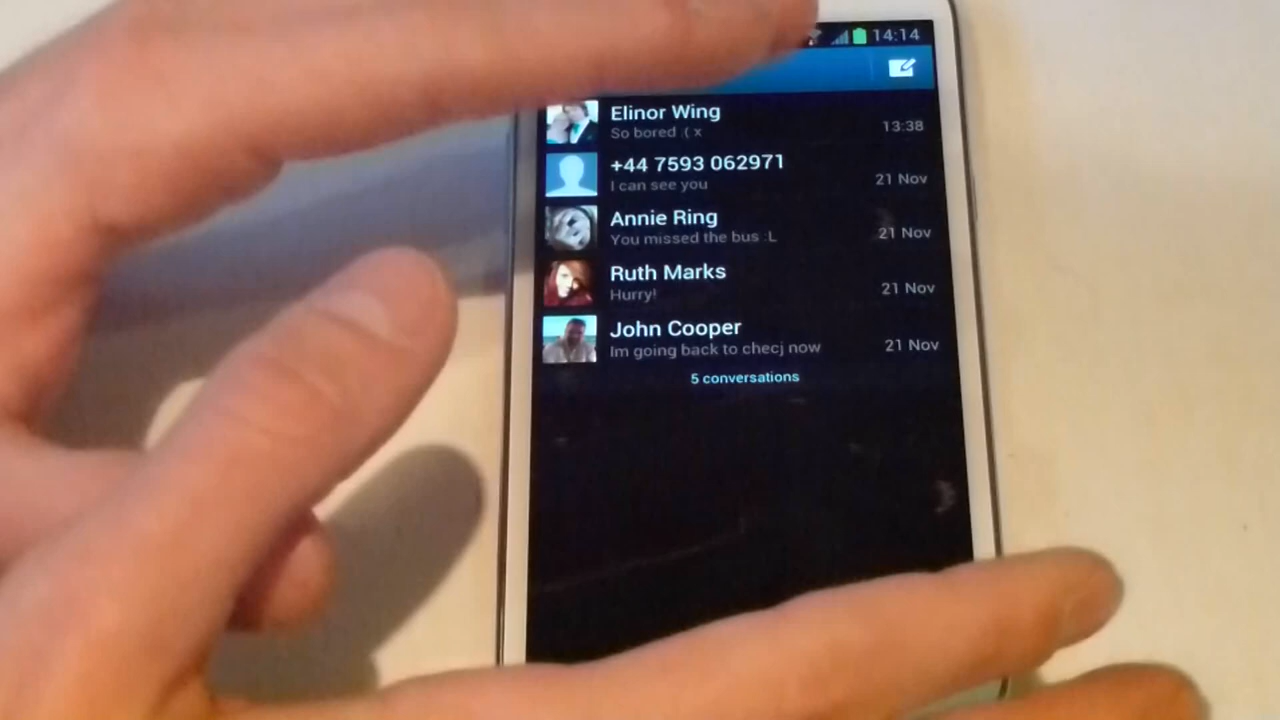 14:14
Elinor Wing
So bored :( x
13:38
+44 7593 062971
I can see you
21 Nov
Annie Ring
You missed the bus :L
21 Nov
Ruth Marks
Hurry!
21 Nov
John Cooper
Im going back to checj now
21 Nov
5 conversations